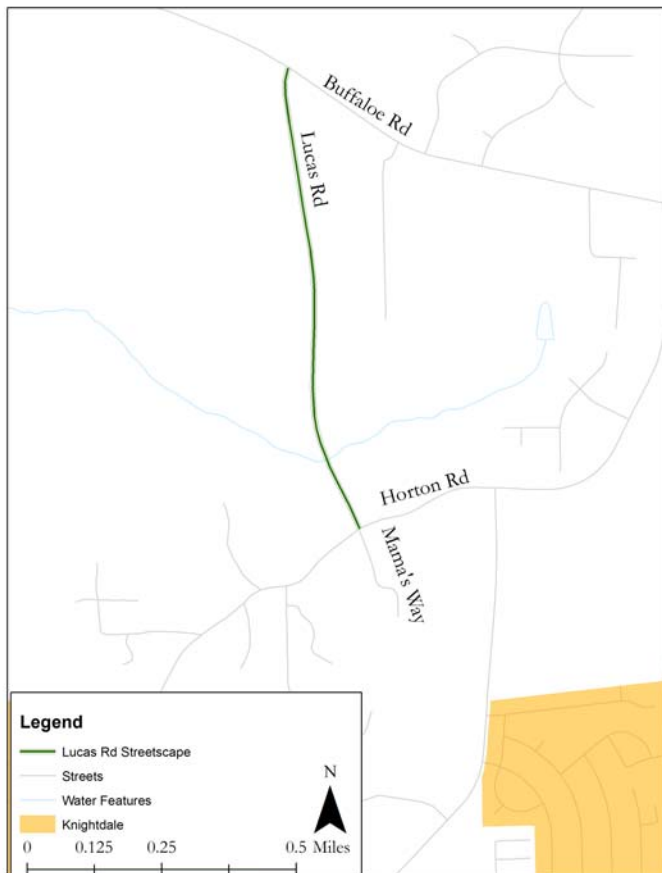 Buffaloe Rd
Lucas Rd
Horton Rd
Mama's Way
Legend
Lucas Rd Streetscape
Streets
Water Features
Knightdale
N
0 0.125 0.25 0.5 Miles